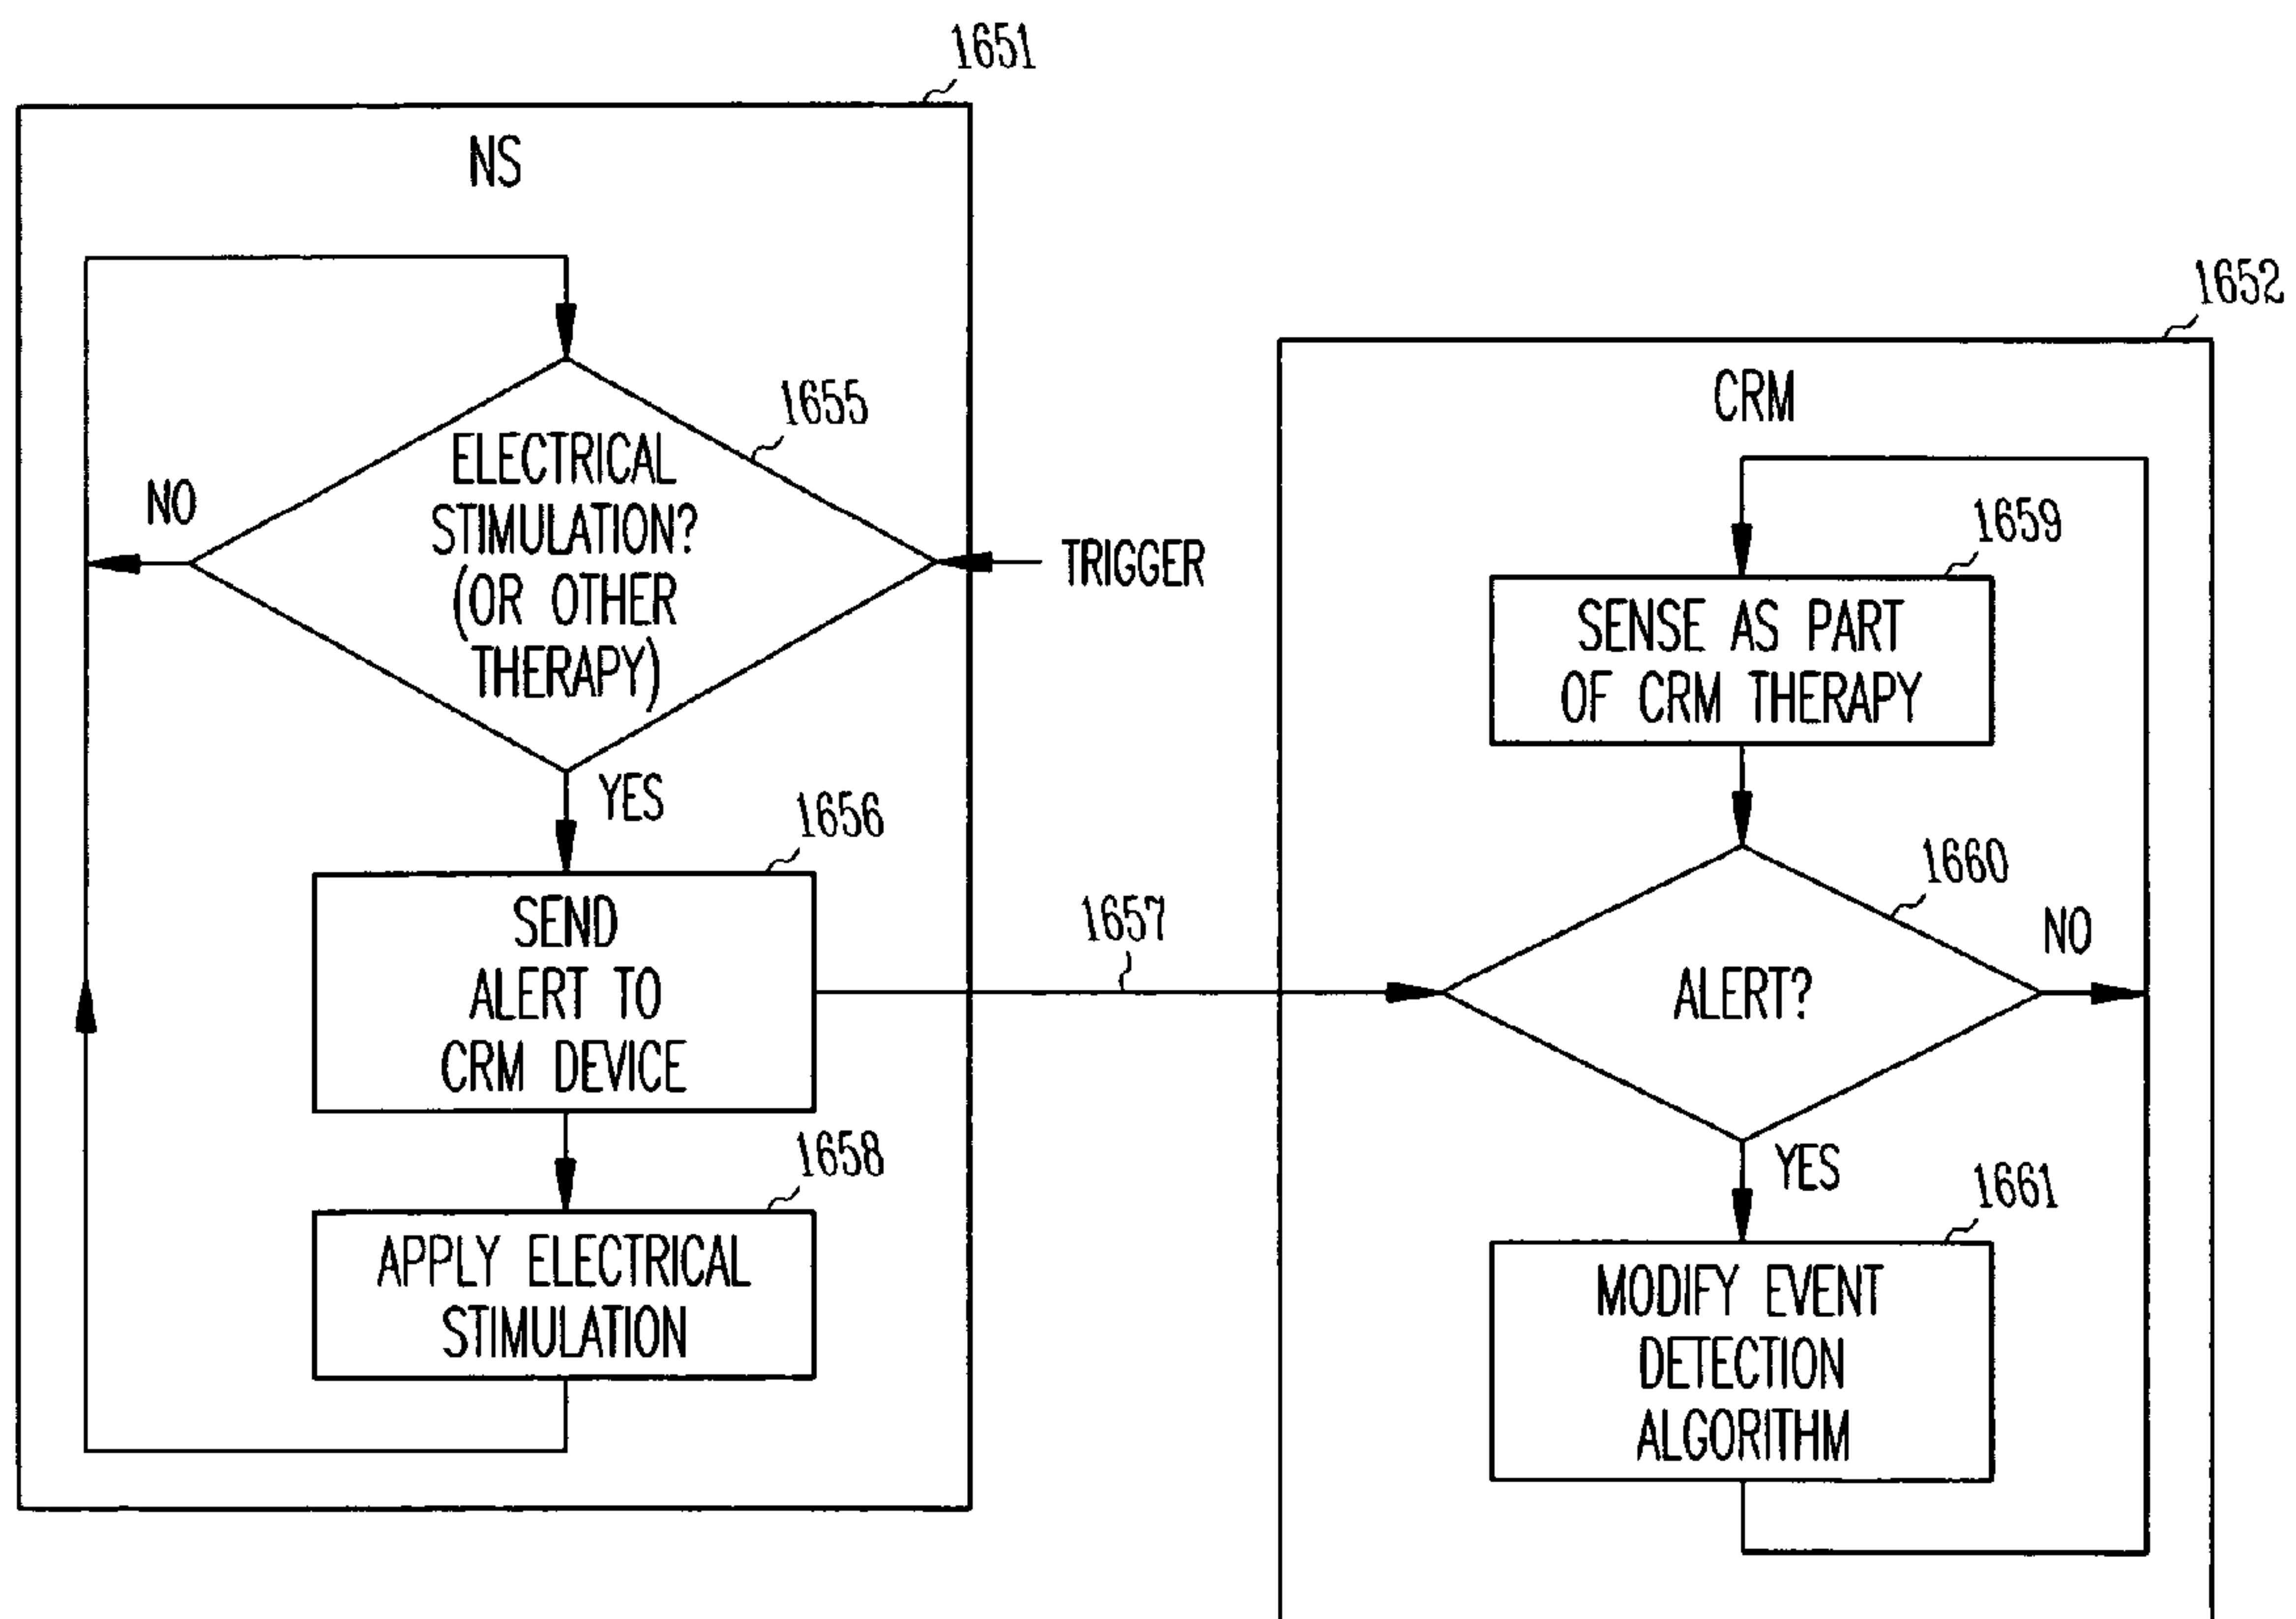 1651
NS
1655
ELECTRICAL
STIMULATION?
(OR OTHER
THERAPY)
NO
TRIGGER
YES
1656
SEND
ALERT TO
CRM DEVICE
1657
1658
APPLY ELECTRICAL
STIMULATION
1652
CRM
1659
SENSE AS PART
OF CRM THERAPY
1660
ALERT?
NO
YES
1661
MODIFY EVENT
DETECTION
ALGORITHM